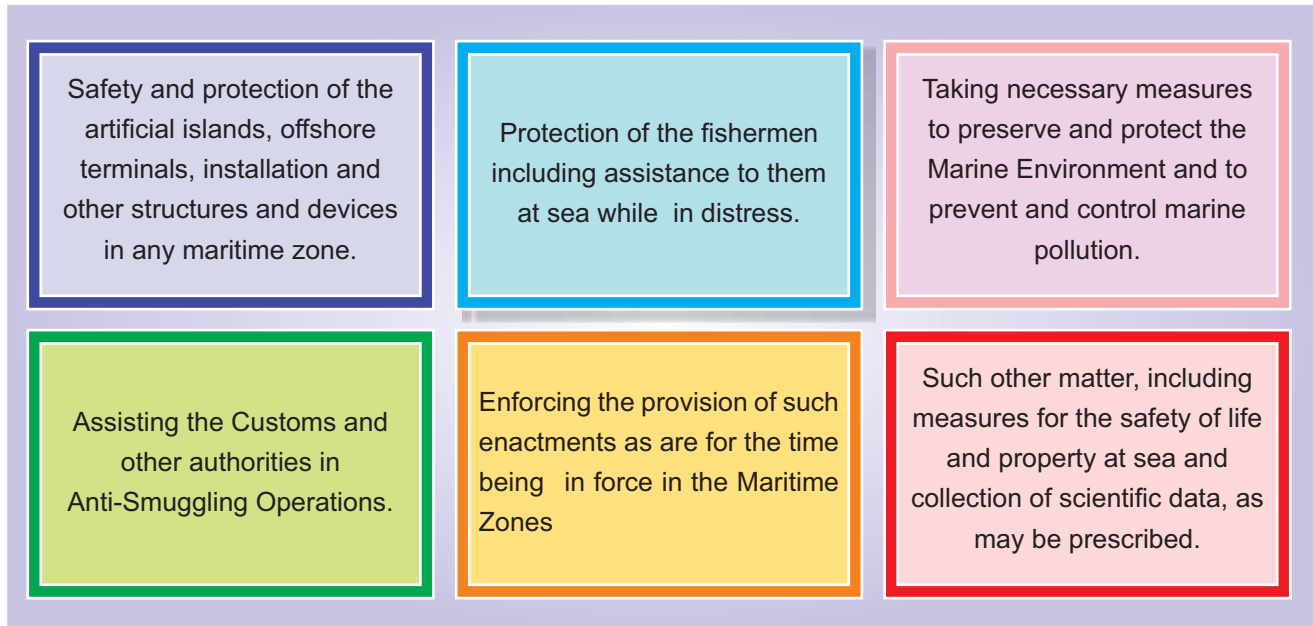 Safety and protection of the
artificial islands, offshore
terminals, installation and
other structures and devices
in any maritime zone.
Protection of the fishermen
including assistance to them
at sea while in distress.
Taking necessary measures
to preserve and protect the
Marine Environment and to
prevent and control marine
pollution.
Assisting the Customs and
other authorities in
Anti-Smuggling Operations.
Enforcing the provision of such
enactments as are for the time
being in force in the Maritime
Zones
Such other matter, including
measures for the safety of life
and property at sea and
collection of scientific data, as
may be prescribed.